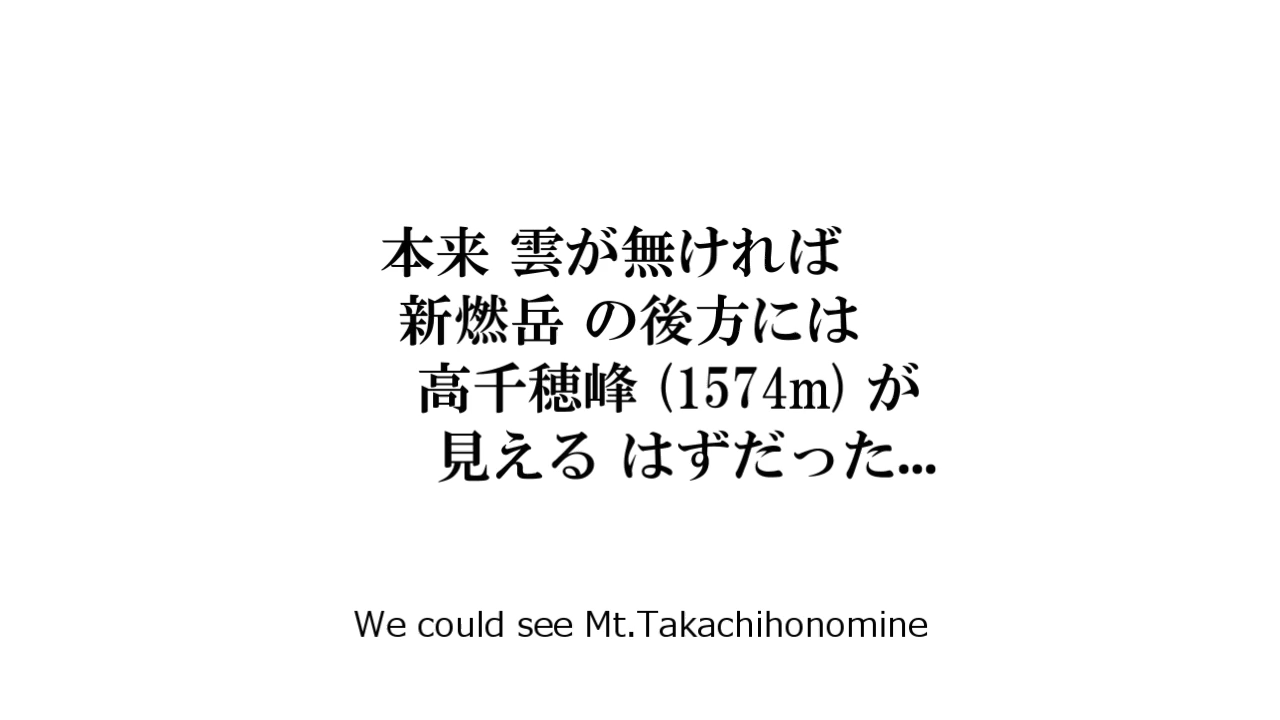 本来 雲が無ければ
新燃岳 の後方には
高千穂峰 (1574m) が
見える はずだった...
We could see Mt.Takachihonomine